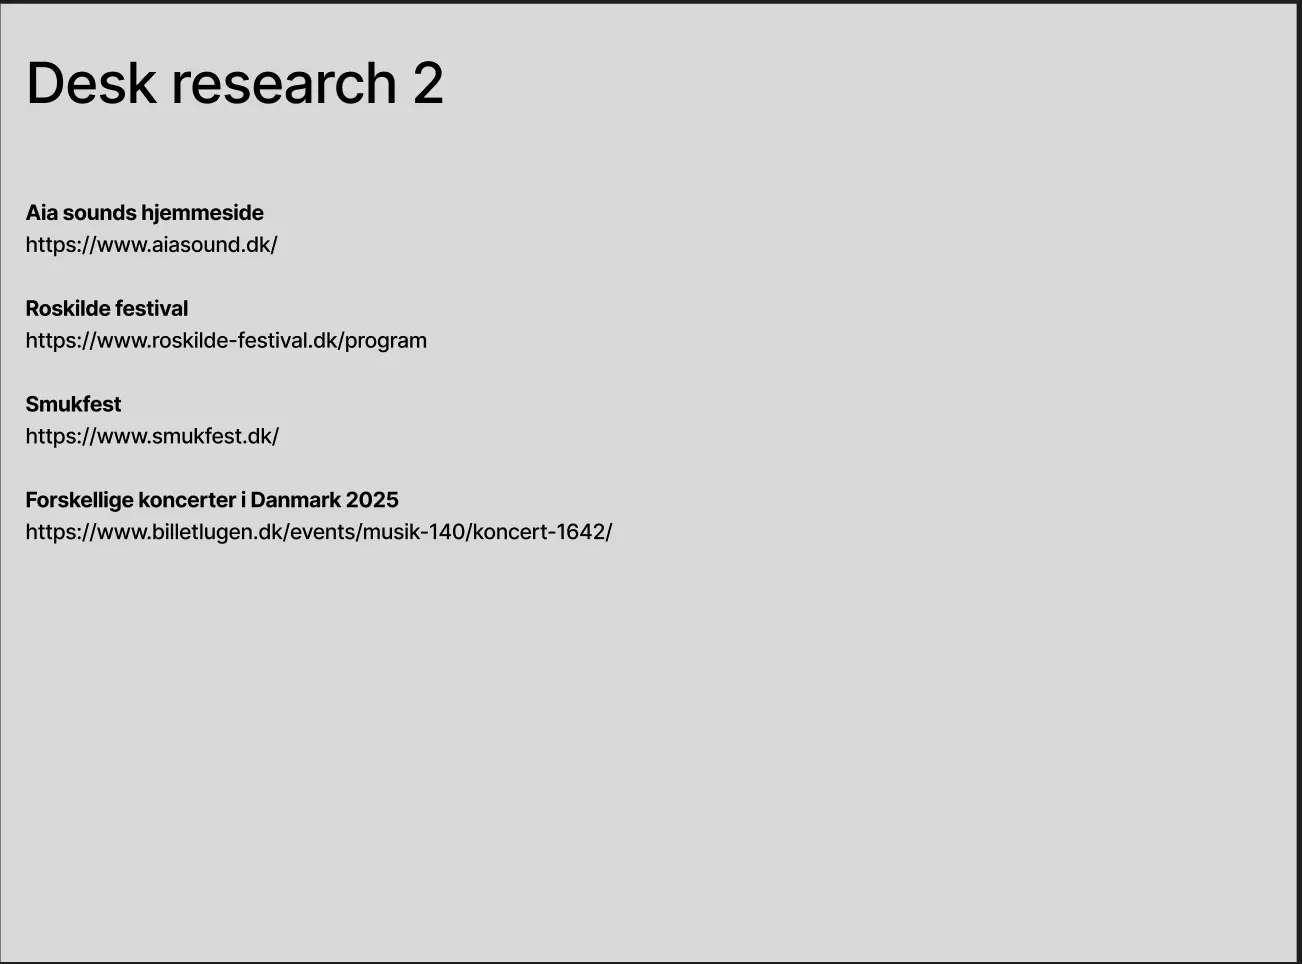 Desk research 2
Aia sounds hjemmeside
https://www.aiasound.dk/
Roskilde festival
https://www.roskilde-festival.dk/program
Smukfest
https://www.smukfest.dk/
Forskellige koncerter i Danmark 2025
https://www.billetlugen.dk/events/musik-140/koncert-1642/